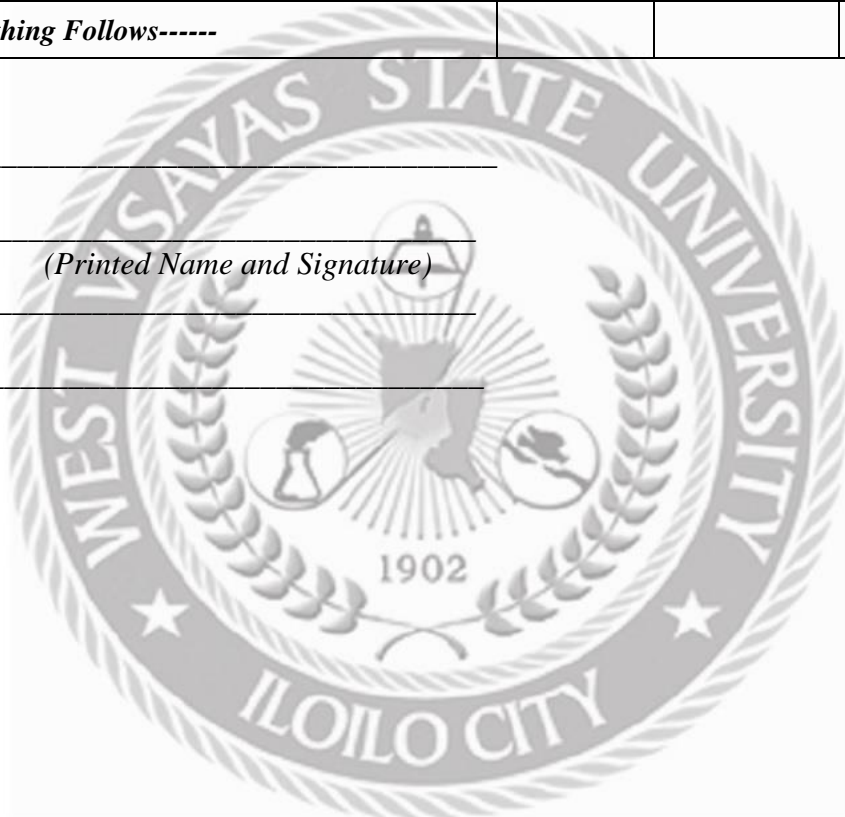 hing Follows------
(Printed Name and Signature)
WEST VISAYAS STATE UNIVERSITY
1902
ILOILO CITY